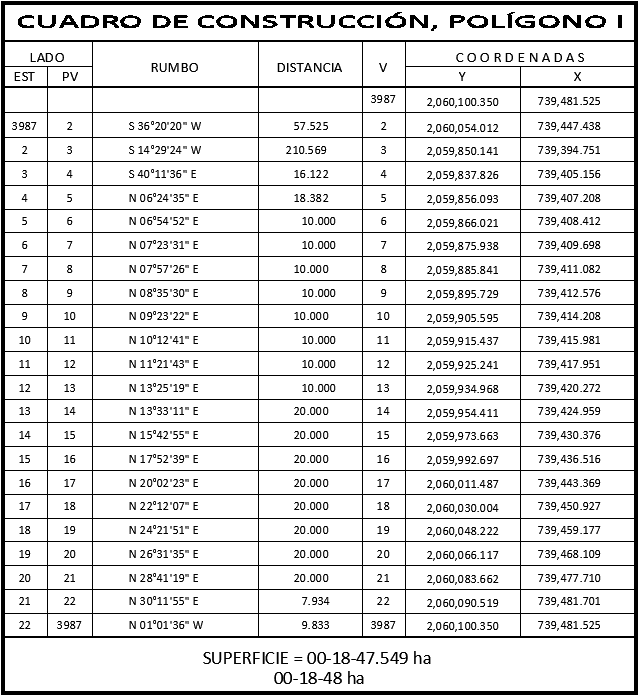 CUADRO DE CONSTRUCCIÓN, POLÍGONO I
LADO RUMBO DISTANCIA V COORDENADAS
EST PV Y X
3987 2,060,100.350 739,481.525
3987 2 S 36°20'20" W 57.525 2 2,060,054.012 739,447.438
2 3 S 14°29'24" W 210.569 3 2,059,850.141 739,394.751
3 4 S 40°11'36" E 16.122 4 2,059,837.826 739,405.156
4 5 N 06°24'35" E 18.382 5 2,059,856.093 739,407.208
5 6 N 06°54'52" E 10.000 6 2,059,866.021 739,408.412
6 7 N 07°23'31" E 10.000 7 2,059,875.938 739,409.698
7 8 N 07°57'26" E 10.000 8 2,059,885.841 739,411.082
8 9 N 08°35'30" E 10.000 9 2,059,895.729 739,412.576
9 10 N 09°23'22" E 10.000 10 2,059,905.595 739,414.208
10 11 N 10°12'41" E 10.000 11 2,059,915.437 739,415.981
11 12 N 11°21'43" E 10.000 12 2,059,925.241 739,417.951
12 13 N 13°25'19" E 10.000 13 2,059,934.968 739,420.272
13 14 N 13°33'11" E 20.000 14 2,059,954.411 739,424.959
14 15 N 15°42'55" E 20.000 15 2,059,973.663 739,430.376
15 16 N 17°52'39" E 20.000 16 2,059,992.697 739,436.516
16 17 N 20°02'23" E 20.000 17 2,060,011.487 739,443.369
17 18 N 22°12'07" E 20.000 18 2,060,030.004 739,450.927
18 19 N 24°21'51" E 20.000 19 2,060,048.222 739,459.177
19 20 N 26°31'35" E 20.000 20 2,060,066.117 739,468.109
20 21 N 28°41'19" E 20.000 21 2,060,083.662 739,477.710
21 22 N 30°11'55" E 7.934 22 2,060,090.519 739,481.701
22 3987 N 01°01'36" W 9.833 3987 2,060,100.350 739,481.525
SUPERFICIE = 00-18-47.549 ha
00-18-48 ha